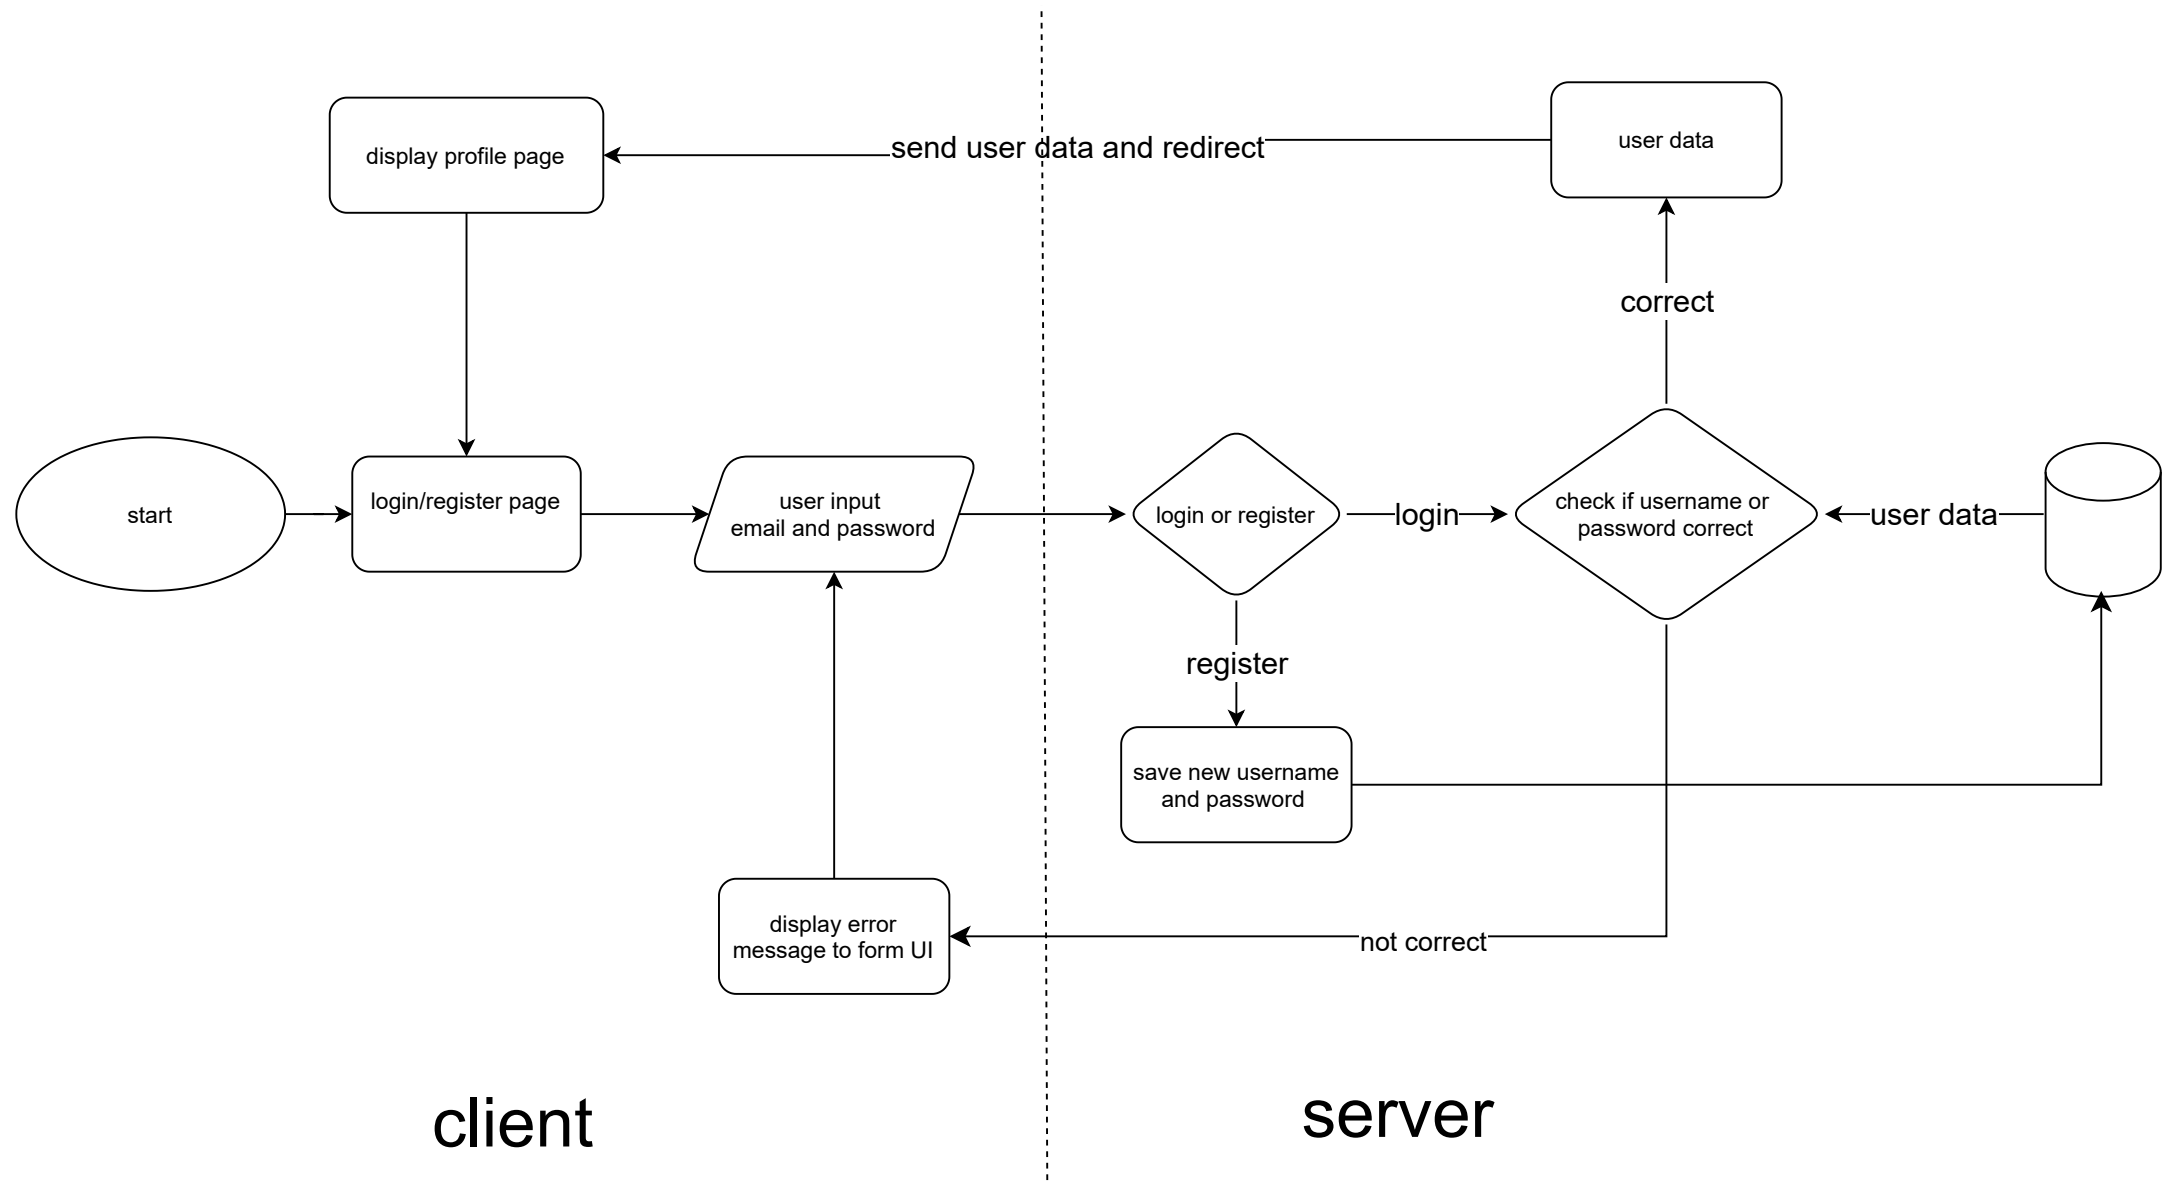 display profile page
send user data and redirect
user data
correct
start
login/register page
user input
email and password
login or register
login
check if username or
password correct
user data
register
save new username
and password
display error
message to form UI
not correct
client
server